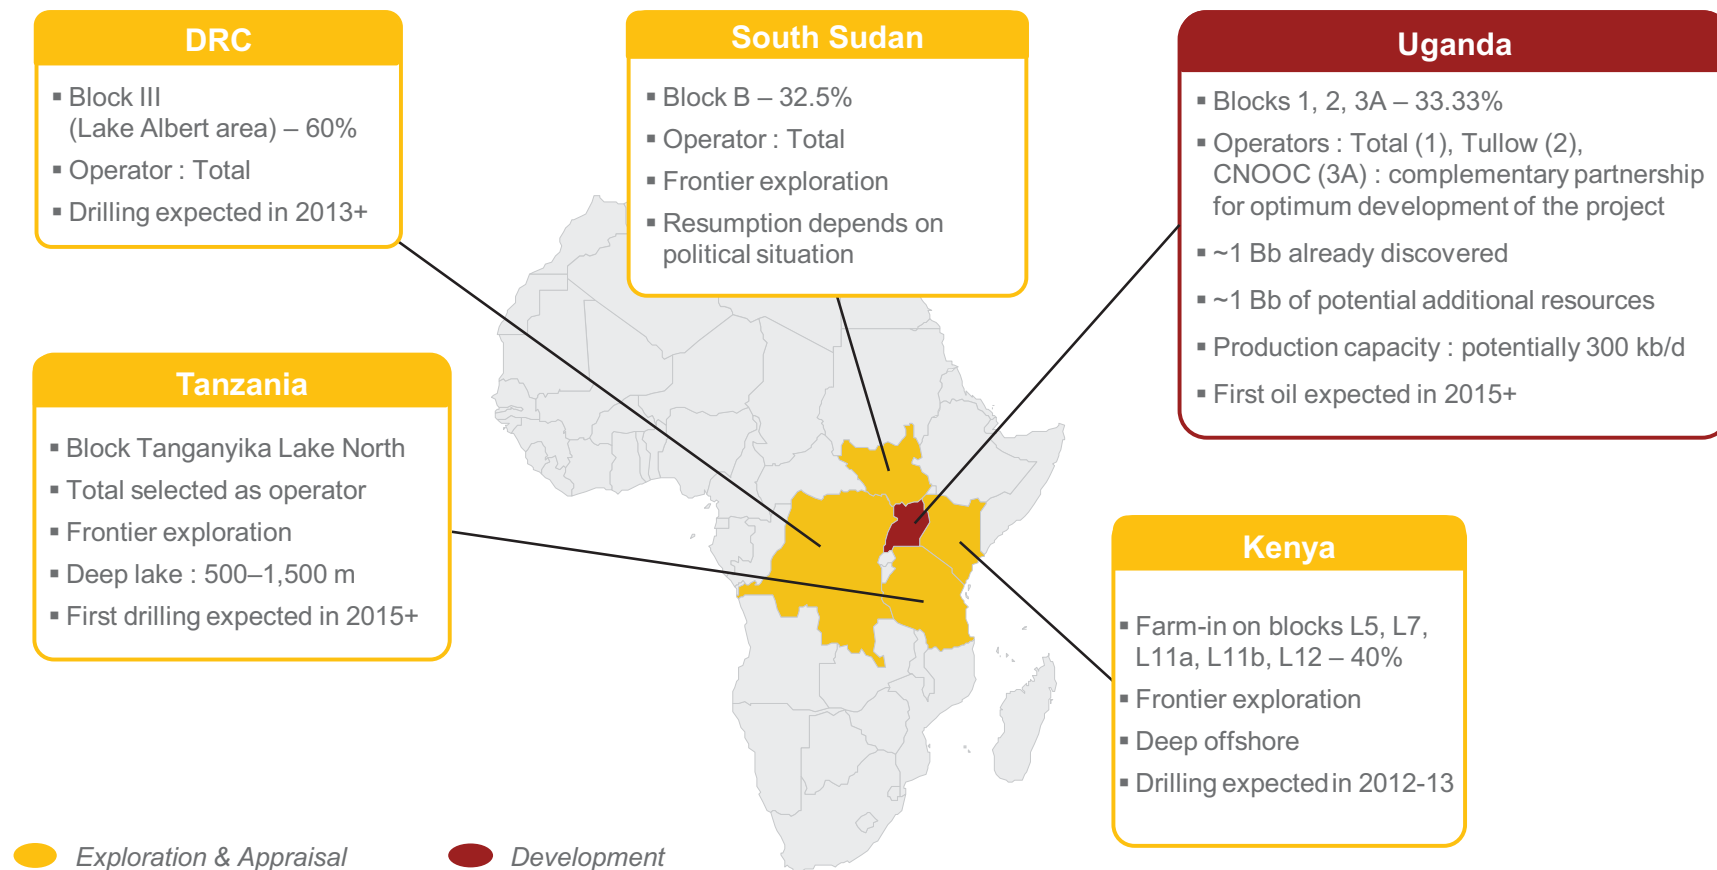 DRC
▪ Block III
(Lake Albert area) – 60%
▪ Operator : Total
▪ Drilling expected in 2013+
South Sudan
▪ Block B – 32.5%
▪ Operator : Total
▪ Frontier exploration
▪ Resumption depends on
political situation
Uganda
▪ Blocks 1, 2, 3A – 33.33%
▪ Operators : Total (1), Tullow (2),
CNOOC (3A) : complementary partnership
for optimum development of the project
▪ ~1 Bb already discovered
▪ ~1 Bb of potential additional resources
▪ Production capacity : potentially 300 kb/d
▪ First oil expected in 2015+
Tanzania
▪ Block Tanganyika Lake North
▪ Total selected as operator
▪ Frontier exploration
▪ Deep lake : 500–1,500 m
▪ First drilling expected in 2015+
Kenya
▪ Farm-in on blocks L5, L7,
L11a, L11b, L12 – 40%
▪ Frontier exploration
▪ Deep offshore
▪ Drilling expected in 2012-13
Exploration & Appraisal
Development